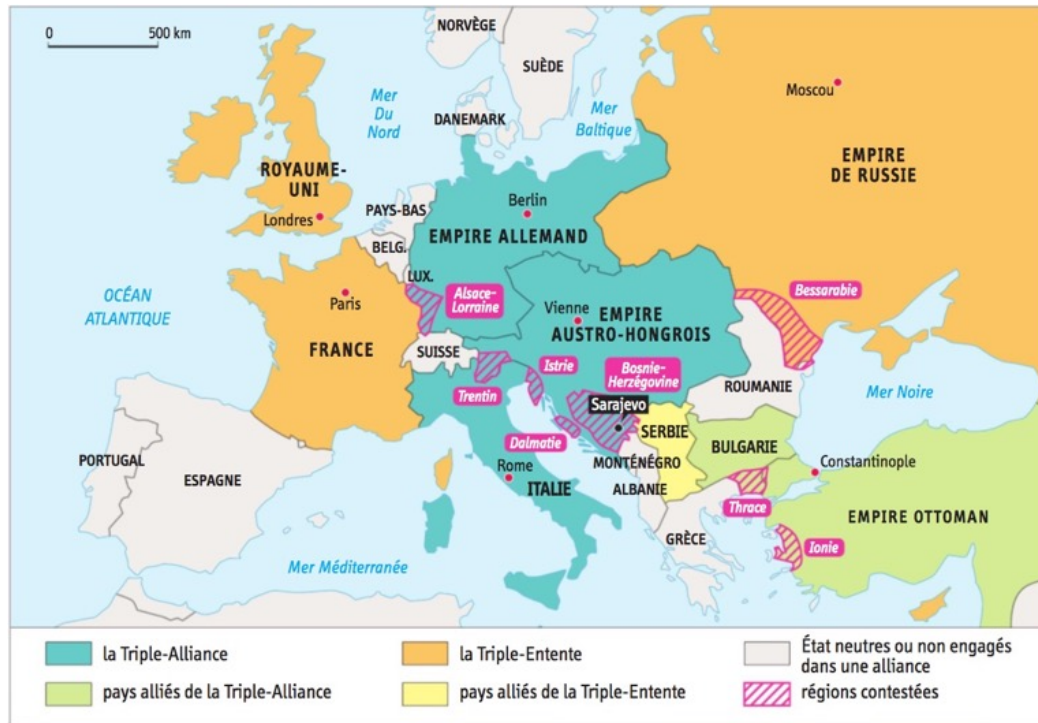 0 500 km
NORVÈGE
SUÈDE
Moscou
Mer
Du
Nord
Mer
Baltique
DANEMARK
EMPIRE
DE RUSSIE
ROYAUME-
UNI
Londres
PAYS-BAS
Berlin
EMPIRE ALLEMAND
BELG.
LUX.
OCÉAN
ATLANTIQUE
Paris
Alsace-
Lorraine
Vienne
EMPIRE
AUSTRO-HONGROIS
Bessarabie
FRANCE
SUISSE
Istrie
Bosnie-
Herzégovine
Trentin
ROUMANIE
Mer Noire
Sarajevo
SERBIE
Dalmatie
BULGARIE
PORTUGAL
ESPAGNE
Rome
ITALIE
MONTÉNÉGRO
Constantinople
ALBANIE
Thrace
EMPIRE OTTOMAN
GRÈCE
Ionie
Mer Méditerranée
la Triple-Alliance
la Triple-Entente
État neutres ou non engagés
dans une alliance
pays alliés de la Triple-Alliance
pays alliés de la Triple-Entente
régions contestées